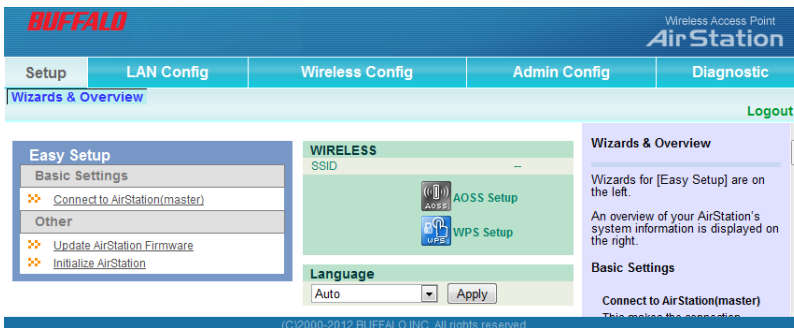 BUFFALO
Wireless Access Point
AirStation
Setup
LAN Config
Wireless Config
Admin Config
Diagnostic
Wizards & Overview
Logout
Easy Setup
Basic Settings
Connect to AirStation(master)
Other
Update AirStation Firmware
Initialize AirStation
WIRELESS
SSID --
AOSS
AOSS Setup
WPS
WPS Setup
Language
Auto
Apply
Wizards & Overview
Wizards for [Easy Setup] are on
the left.
An overview of your AirStation's
system information is displayed on
the right.
Basic Settings
Connect to AirStation(master)
This makes the connection
(C)2000-2012 BUFFALO INC. All rights reserved.